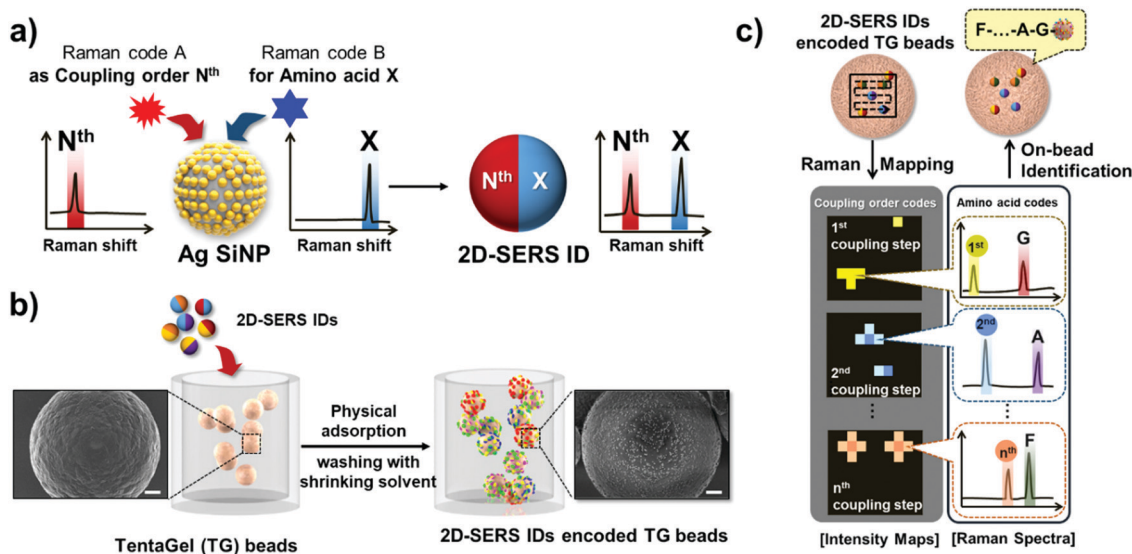 a)
Raman code A
as Coupling order Nth
Raman code B
for Amino acid X
Nth
X
Nth
X
Nth
X
Raman shift
Ag SiNP
Raman shift
2D-SERS ID
Raman shift
b)
2D-SERS IDs
Physical
adsorption
washing with
shrinking solvent
TentaGel (TG) beads
2D-SERS IDs encoded TG beads
c)
2D-SERS IDs
encoded TG beads
F-...-A-G-
Raman
Mapping
On-bead
Identification
Coupling order codes
Amino acid codes
1st
coupling step
1st
G
2nd
coupling step
2nd
A
nth
coupling step
nth
F
[Intensity Maps]
[Raman Spectra]